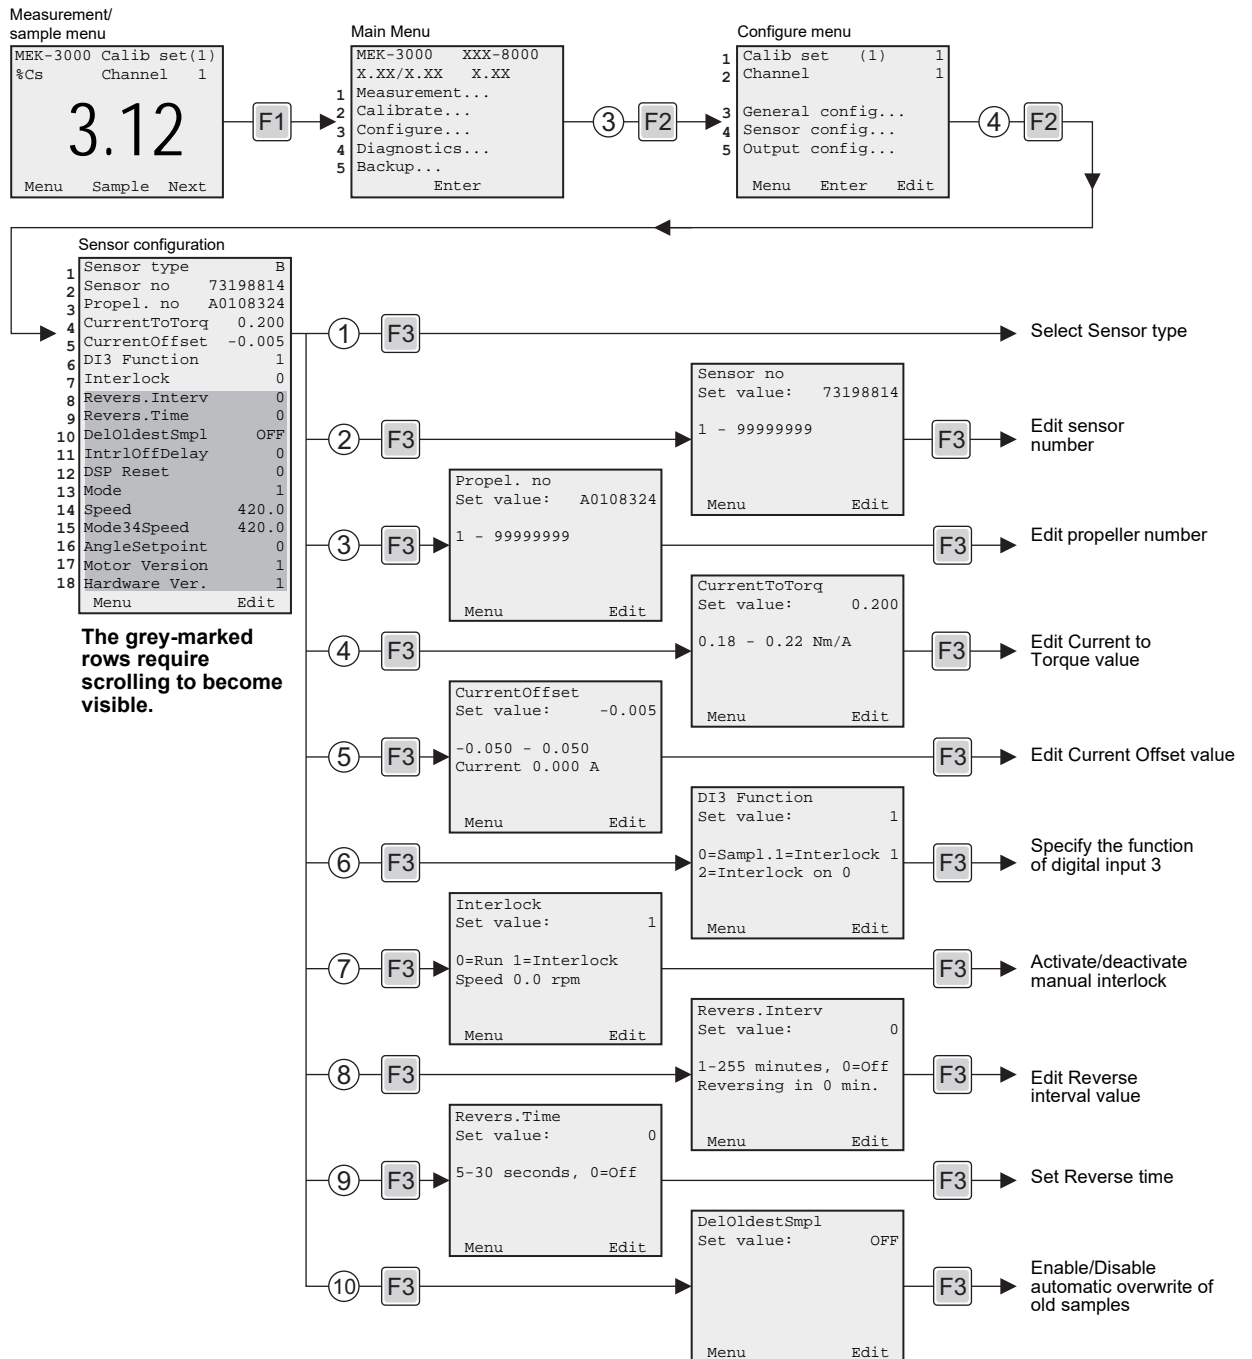 Measurement/
sample menu
MEK-3000 Calib set(1)
%Cs Channel 1
3.12
Menu Sample Next
F1
Main Menu
MEK-3000 XXX-8000
X.XX/X.XX X.XX
1 Measurement...
2 Calibrate...
3 Configure...
4 Diagnostics...
5 Backup...
Enter
3 F2
Configure menu
1 Calib set (1) 1
2 Channel 1
3 General config...
4 Sensor config...
5 Output config...
Menu Enter Edit
4 F2
Sensor configuration
1 Sensor type B
2 Sensor no 73198814
3 Propel. no A0108324
4 CurrentToTorq 0.200
5 CurrentOffset -0.005
6 DI3 Function 1
7 Interlock 0
8 Revers.Interv 0
9 Revers.Time 0
10 DelOldestSmpl OFF
11 IntrlOffDelay 0
12 DSP Reset 0
13 Mode 1
14 Speed 420.0
15 Mode34Speed 420.0
16 AngleSetpoint 0
17 Motor Version 1
18 Hardware Ver. 1
Menu Edit
The grey-marked
rows require
scrolling to become
visible.
1 F3
Select Sensor type
2 F3
Sensor no
Set value: 73198814
1 - 99999999
Menu Edit
F3
Edit sensor
number
3 F3
Propel. no
Set value: A0108324
1 - 99999999
Menu Edit
F3
Edit propeller number
4 F3
CurrentToTorq
Set value: 0.200
0.18 - 0.22 Nm/A
Menu Edit
F3
Edit Current to
Torque value
5 F3
CurrentOffset
Set value: -0.005
-0.050 - 0.050
Current 0.000 A
Menu Edit
F3
Edit Current Offset value
6 F3
DI3 Function
Set value: 1
0=Sampl.1=Interlock 1
2=Interlock on 0
Menu Edit
F3
Specify the function
of digital input 3
7 F3
Interlock
Set value: 1
0=Run 1=Interlock
Speed 0.0 rpm
Menu Edit
F3
Activate/deactivate
manual interlock
8 F3
Revers.Interv
Set value: 0
1-255 minutes, 0=Off
Reversing in 0 min.
Menu Edit
F3
Edit Reverse
interval value
9 F3
Revers.Time
Set value: 0
5-30 seconds, 0=Off
Menu Edit
F3
Set Reverse time
10 F3
DelOldestSmpl
Set value: OFF
Menu Edit
F3
Enable/Disable
automatic overwrite of
old samples